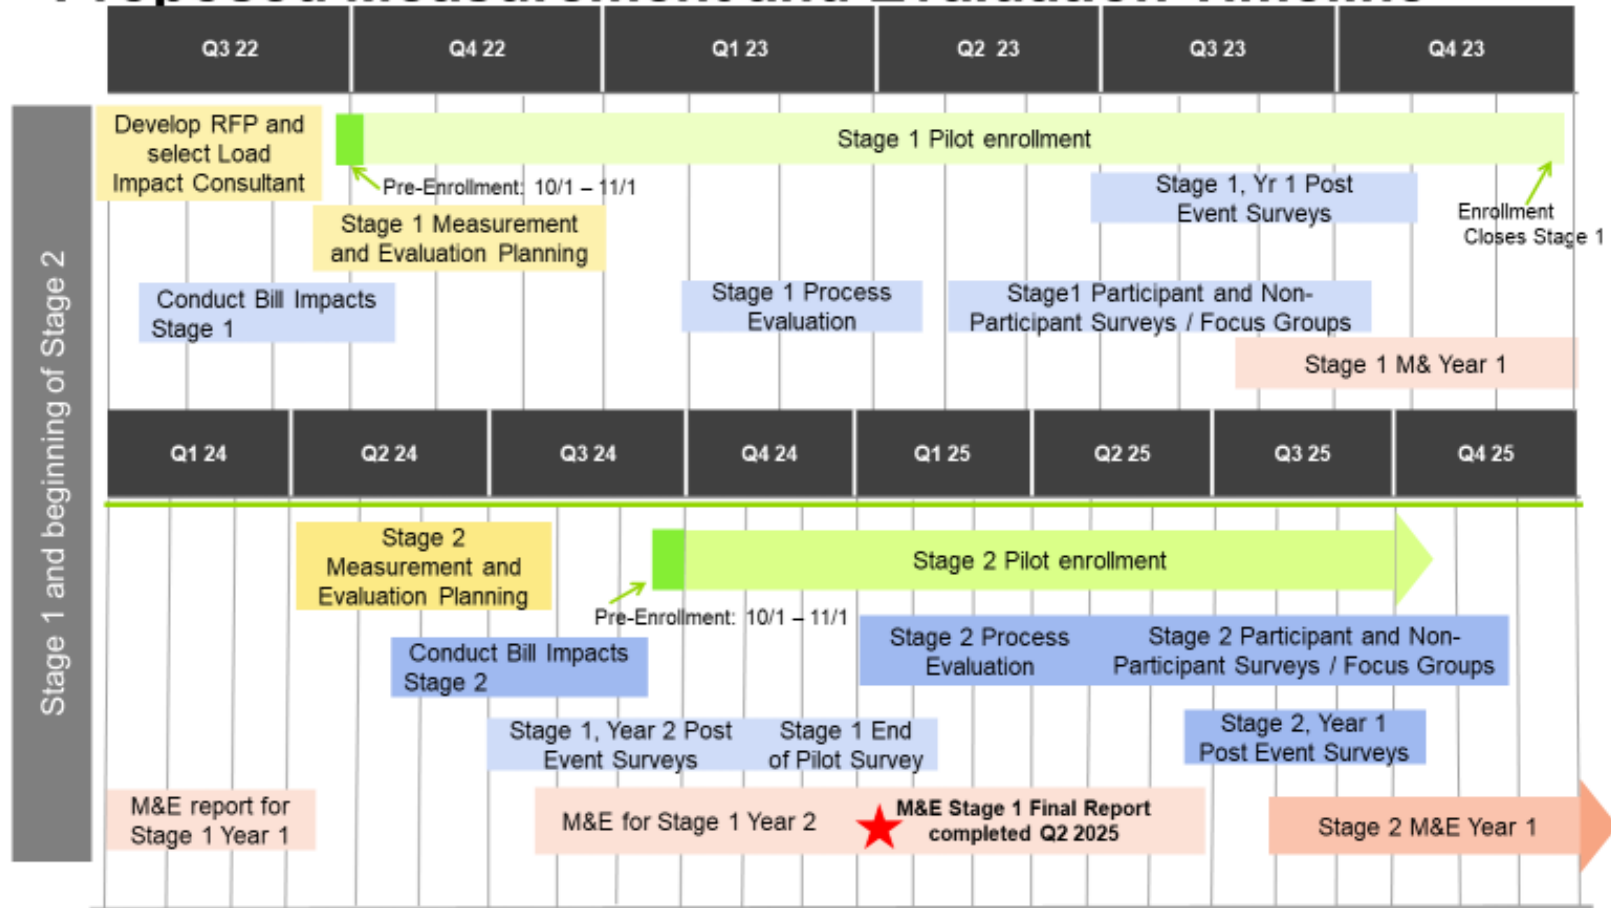 Proposed Measurement and Evaluation Timeline
Q3 22
Q4 22
Q1 23
Q2 23
Q3 23
Q4 23
Stage 1 and beginning of Stage 2
Develop RFP and
select Load
Impact Consultant
Stage 1 Pilot enrollment
Pre-Enrollment: 10/1 – 11/1
Stage 1, Yr 1 Post
Event Surveys
Enrollment
Closes Stage 1
Stage 1 Measurement
and Evaluation Planning
Conduct Bill Impacts
Stage 1
Stage 1 Process
Evaluation
Stage1 Participant and Non-
Participant Surveys / Focus Groups
Stage 1 M& Year 1
Q1 24
Q2 24
Q3 24
Q4 24
Q1 25
Q2 25
Q3 25
Q4 25
Stage 2
Measurement and
Evaluation Planning
Stage 2 Pilot enrollment
Pre-Enrollment: 10/1 – 11/1
Conduct Bill Impacts
Stage 2
Stage 2 Process
Evaluation
Stage 2 Participant and Non-
Participant Surveys / Focus Groups
Stage 1, Year 2 Post
Event Surveys
Stage 1 End
of Pilot Survey
Stage 2, Year 1
Post Event Surveys
M&E report for
Stage 1 Year 1
M&E for Stage 1 Year 2
M&E Stage 1 Final Report
completed Q2 2025
Stage 2 M&E Year 1